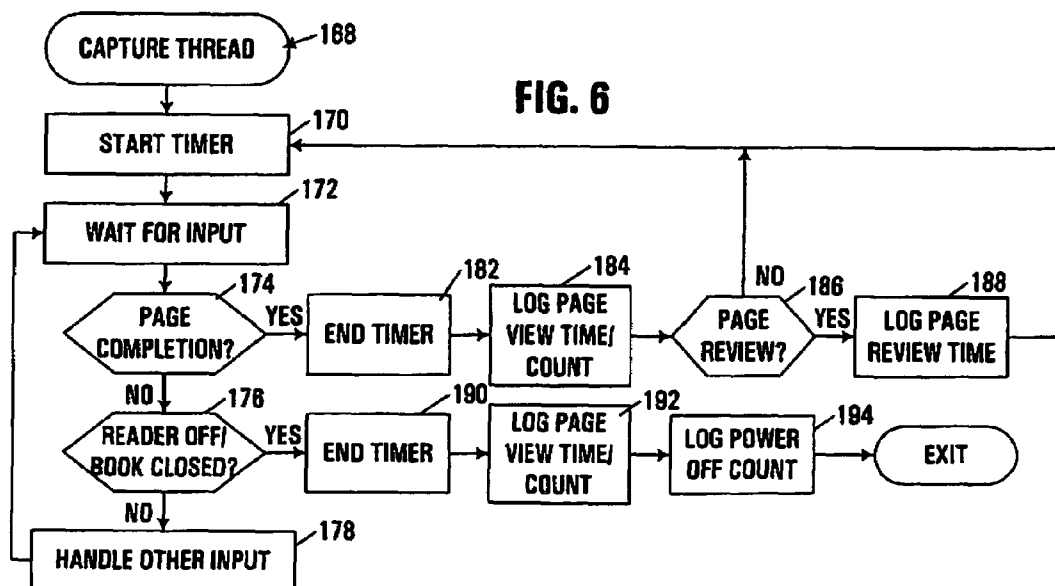 CAPTURE THREAD
168
FIG. 6
START TIMER
170
WAIT FOR INPUT
172
PAGE
COMPLETION?
174
YES
END TIMER
182
LOG PAGE
VIEW TIME/
COUNT
184
PAGE
REVIEW?
186
NO
YES
LOG PAGE
REVIEW TIME
188
NO
READER OFF/
BOOK CLOSED?
176
YES
END TIMER
190
LOG PAGE
VIEW TIME/
COUNT
192
LOG POWER
OFF COUNT
194
EXIT
NO
HANDLE OTHER INPUT
178